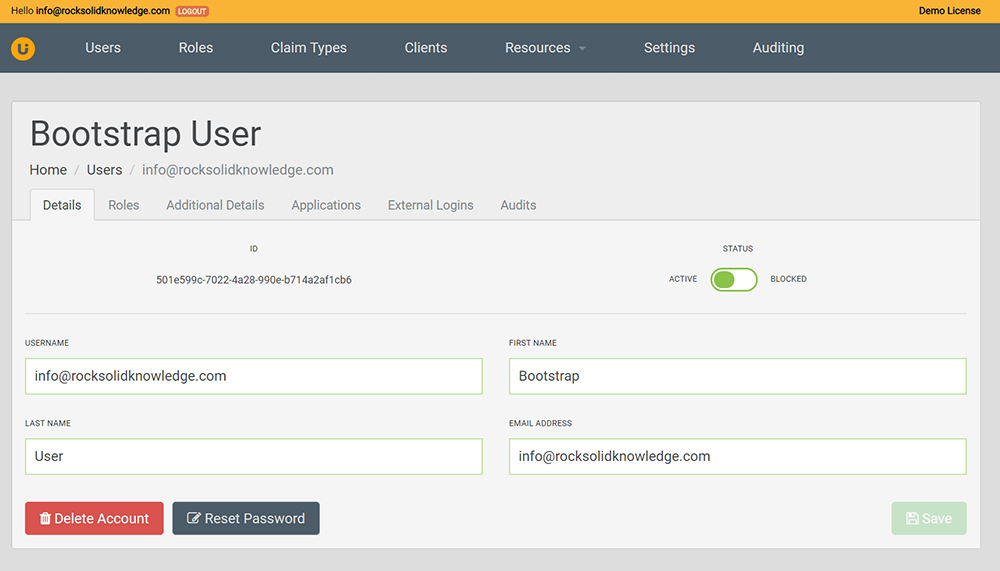 Hello info@rocksolidknowledge.com LOGOUT Demo License
Ui Users Roles Claim Types Clients Resources Settings Auditing
Bootstrap User
Home / Users / info@rocksolidknowledge.com
Details Roles Additional Details Applications External Logins Audits
ID STATUS
501e599c-7022-4a28-990e-b714a2af1cb6 ACTIVE BLOCKED
USERNAME FIRST NAME
info@rocksolidknowledge.com Bootstrap
LAST NAME EMAIL ADDRESS
User info@rocksolidknowledge.com
Delete Account Reset Password Save